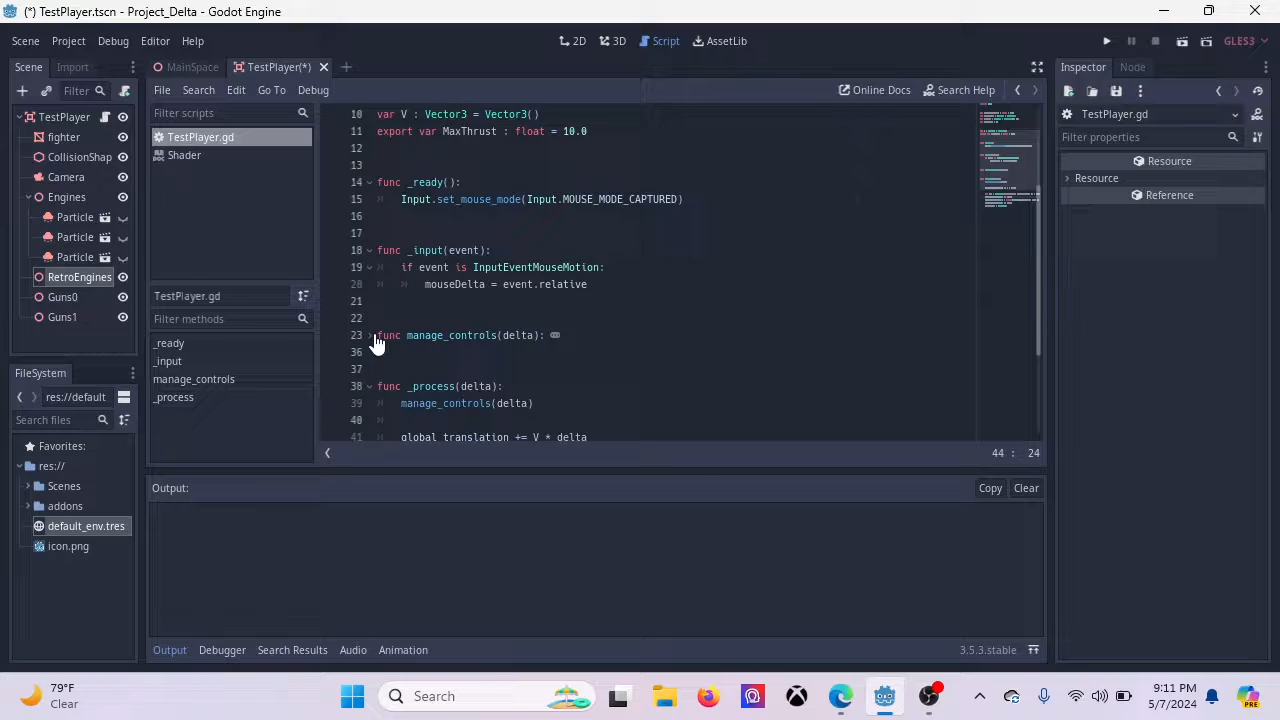 (*) TestPlayer.tscn - Project_Delta - Godot Engine
Scene Project Debug Editor Help
2D 3D Script AssetLib
GLES3
Scene Import
MainSpace TestPlayer(*)
Inspector Node
Filter
File Search Edit Go To Debug
Online Docs Search Help
TestPlayer
fighter
CollisionShap
Camera
Engines
Particle
Particle
Particle
RetroEngines
Guns0
Guns1
Filter scripts
TestPlayer.gd
Shader
TestPlayer.gd
Filter methods
_ready
_input
manage_controls
_process
10 var V : Vector3 = Vector3()
11 export var MaxThrust : float = 10.0
12
13
14 func _ready():
15 Input.set_mouse_mode(Input.MOUSE_MODE_CAPTURED)
16
17
18 func _input(event):
19 if event is InputEventMouseMotion:
20 mouseDelta = event.relative
21
22
23 func manage_controls(delta):
36
37
38 func _process(delta):
39 manage_controls(delta)
40
41 global_translation += V * delta
44 : 24
TestPlayer.gd
Filter properties
Resource
Resource
Reference
FileSystem
res://default
Search files
Favorites:
res://
Scenes
addons
default_env.tres
icon.png
Output:
Copy Clear
Output Debugger Search Results Audio Animation
3.5.3.stable
79°F
Clear
Search
9:11 PM
5/7/2024
PRE